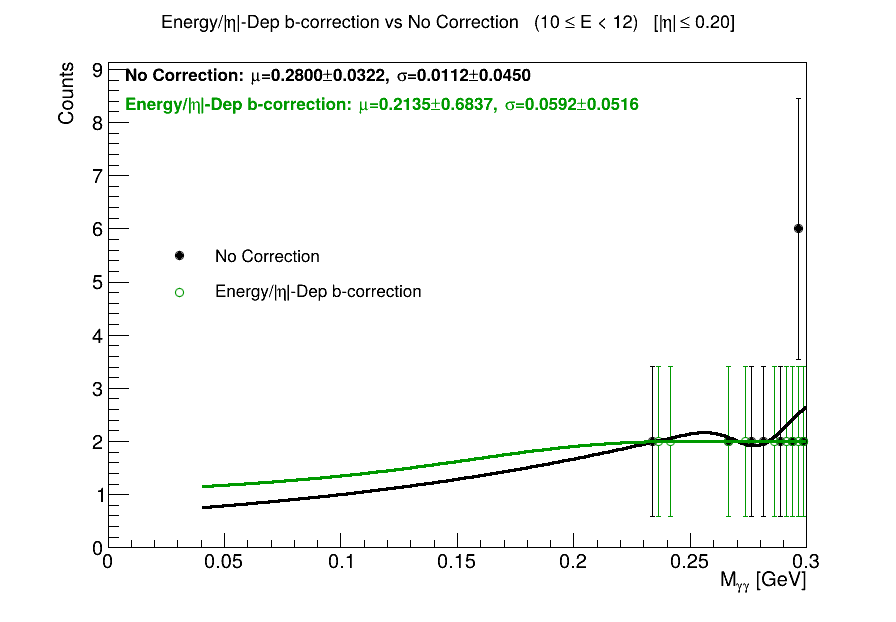 Energy/|η|-Dep b-correction vs No Correction (10 ≤ E < 12) [|η| ≤ 0.20]
No Correction: μ=0.2800±0.0322, σ=0.0112±0.0450
Energy/|η|-Dep b-correction: μ=0.2135±0.6837, σ=0.0592±0.0516
Counts
9
8
7
6
5
4
3
2
1
0
No Correction
Energy/|η|-Dep b-correction
0 0.05 0.1 0.15 0.2 0.25 0.3
Mγγ [GeV]